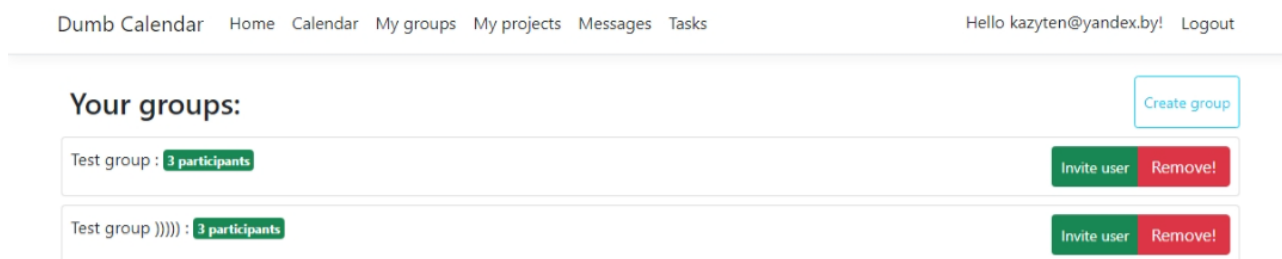 Dumb Calendar Home Calendar My groups My projects Messages Tasks Hello kazyten@yandex.by! Logout
Your groups: Create group
Test group : 3 participants Invite user Remove!
Test group ))))) : 3 participants Invite user Remove!